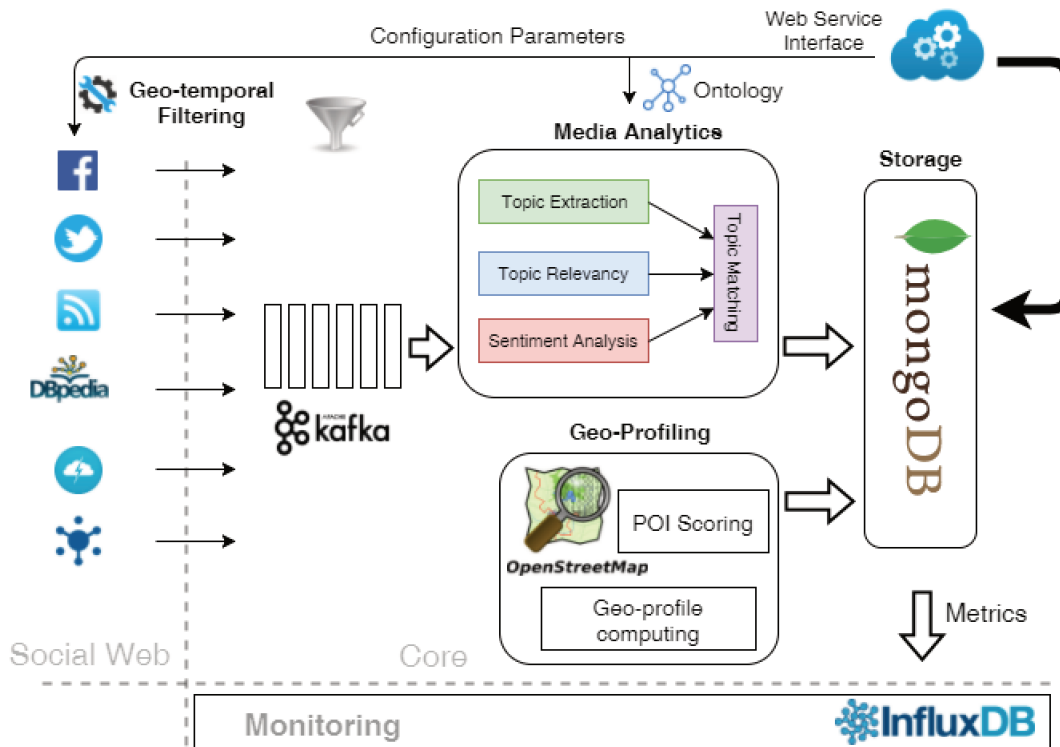 Web Service
Interface
Configuration Parameters
Geo-temporal
Filtering
Ontology
Media Analytics
Storage
Topic Extraction
Topic Relevancy
Sentiment Analysis
Topic Matching
mongoDB
DBpedia
APACHE
kafka
Geo-Profiling
POI Scoring
OpenStreetMap
Geo-profile
computing
Metrics
Social Web
Core
Monitoring
InfluxDB